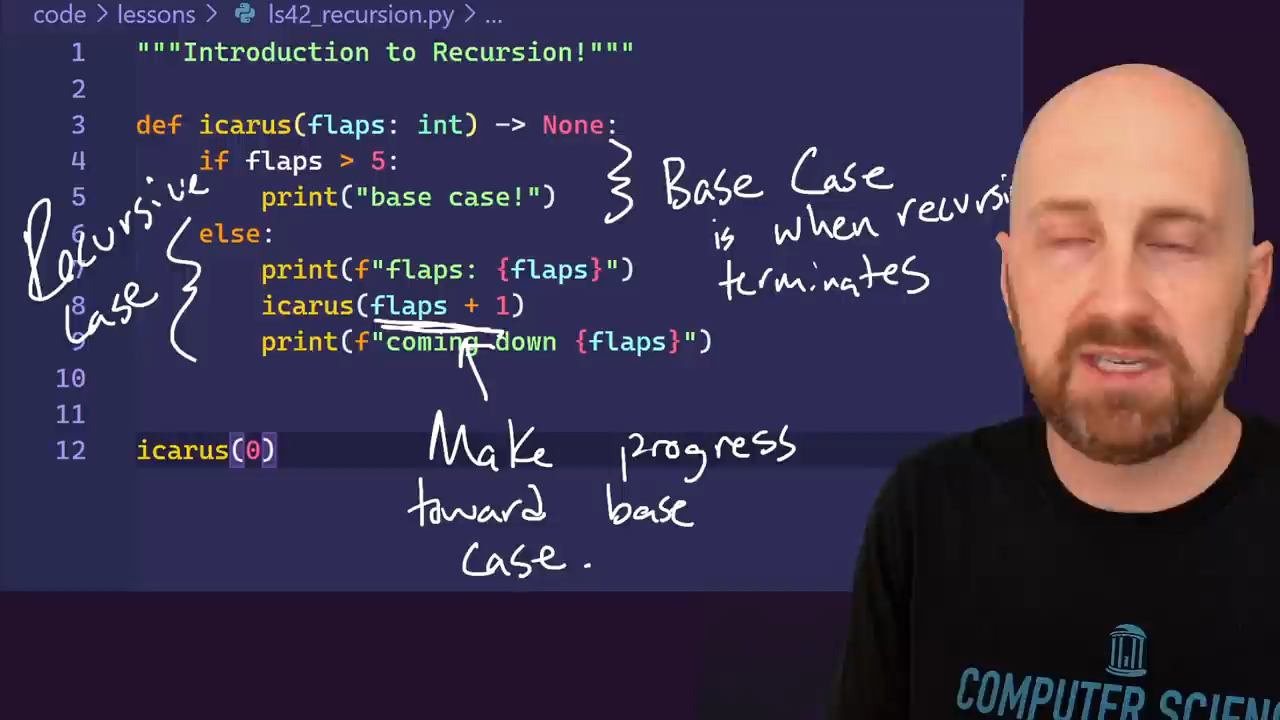 code > lessons > ls42_recursion.py > ...
1 """Introduction to Recursion!"""
2
3 def icarus(flaps: int) -> None:
4 if flaps > 5:
5 print("base case!")
6 else:
print(f"flaps: {flaps}")
8 icarus(flaps + 1)
9 print(f"coming down {flaps}")
10
11
12 icarus(0)
Recursive
case
Base Case
is when recursi
terminates
Make progress
toward base
case.
COMPUTER SCIEN